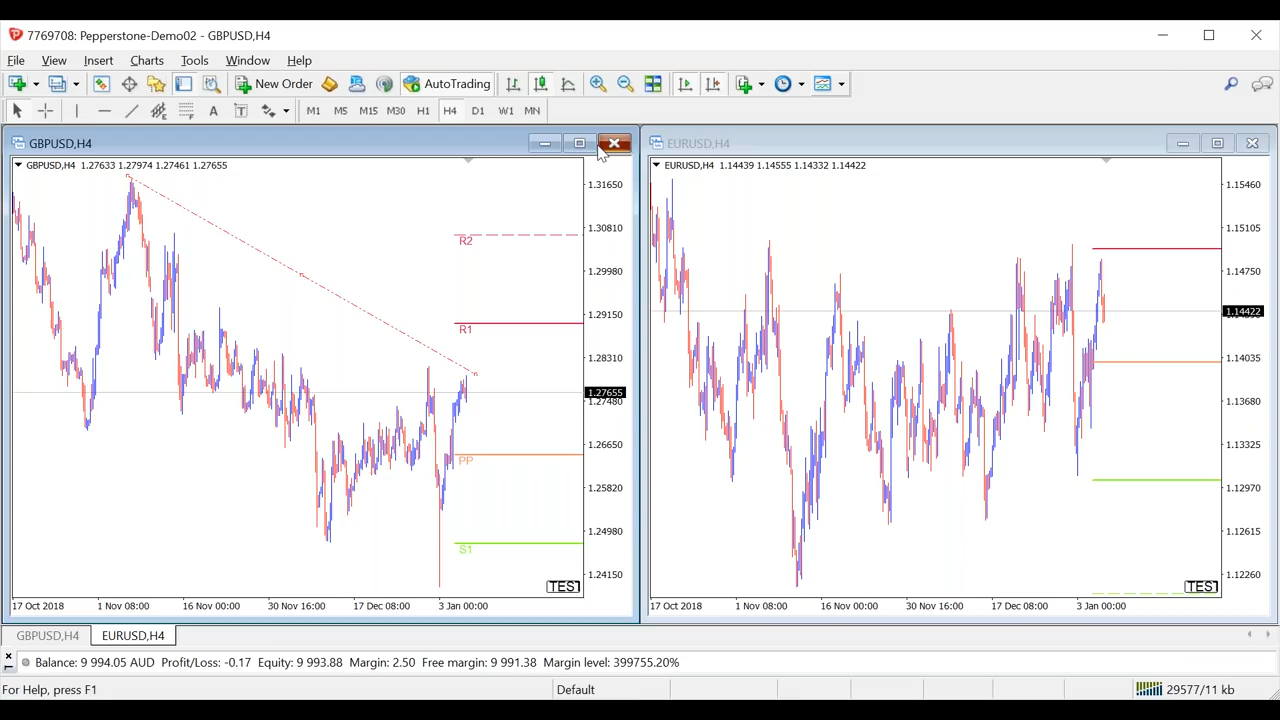 7769708: Pepperstone-Demo02 - GBPUSD,H4
File View Insert Charts Tools Window Help
New Order AutoTrading
A T M1 M5 M15 M30 H1 H4 D1 W1 MN
GBPUSD,H4
GBPUSD,H4 1.27633 1.27974 1.27461 1.27655
1.31650
1.30811
1.29980
1.29150
1.28311
1.27655
1.27480
1.26650
1.25820
1.24980
1.24150
R2
R1
PP
S1
TEST
17 Oct 2018 1 Nov 08:00 16 Nov 00:00 30 Nov 16:00 17 Dec 08:00 3 Jan 00:00
EURUSD,H4
EURUSD,H4 1.14439 1.14555 1.14332 1.14422
1.15460
1.15105
1.14750
1.14422
1.14035
1.13680
1.13325
1.12970
1.12615
1.12260
TEST
17 Oct 2018 1 Nov 08:00 16 Nov 00:00 30 Nov 16:00 17 Dec 08:00 3 Jan 00:00
GBPUSD,H4 EURUSD,H4
Balance: 9 994.05 AUD Profit/Loss: -0.17 Equity: 9 993.88 Margin: 2.50 Free margin: 9 991.38 Margin level: 399755.20%
For Help, press F1 Default 29577/11 kb